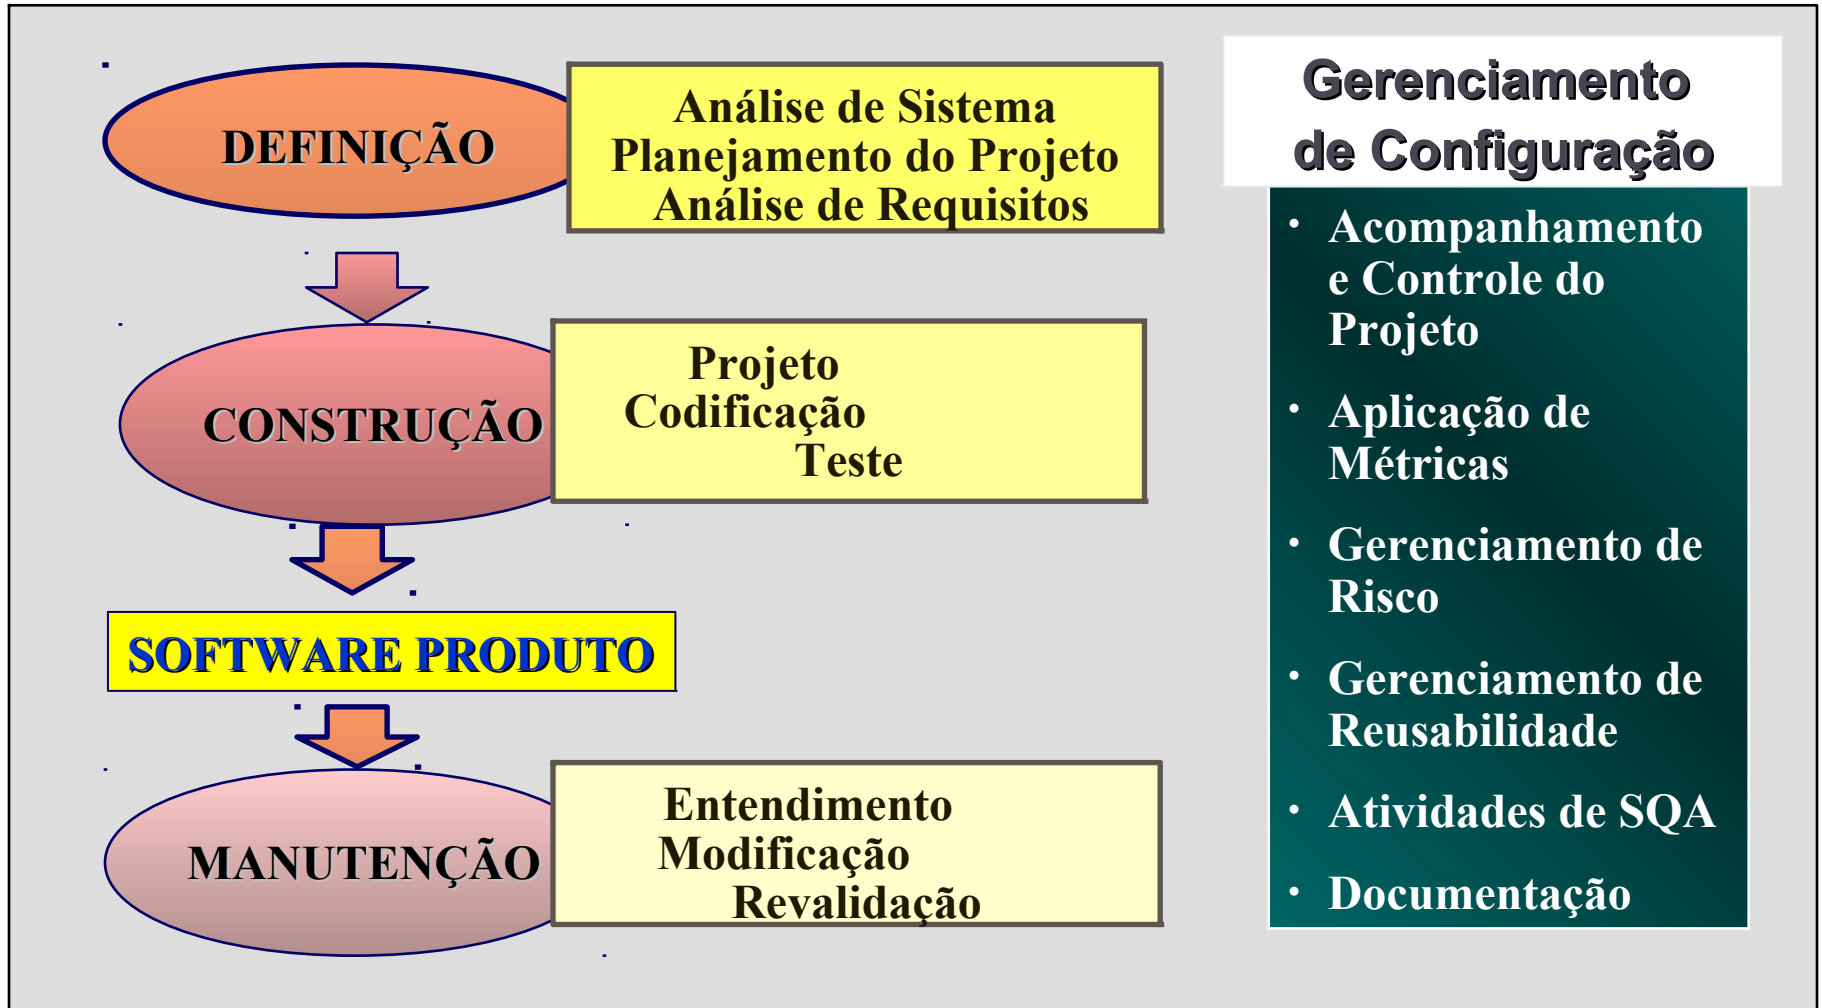 DEFINIÇÃO
Análise de Sistema
Planejamento do Projeto
Análise de Requisitos
CONSTRUÇÃO
Projeto
Codificação
Teste
SOFTWARE PRODUTO
MANUTENÇÃO
Entendimento
Modificação
Revalidação
Gerenciamento
de Configuração
· Acompanhamento
e Controle do
Projeto
· Aplicação de
Métricas
· Gerenciamento de
Risco
· Gerenciamento de
Reusabilidade
· Atividades de SQA
· Documentação